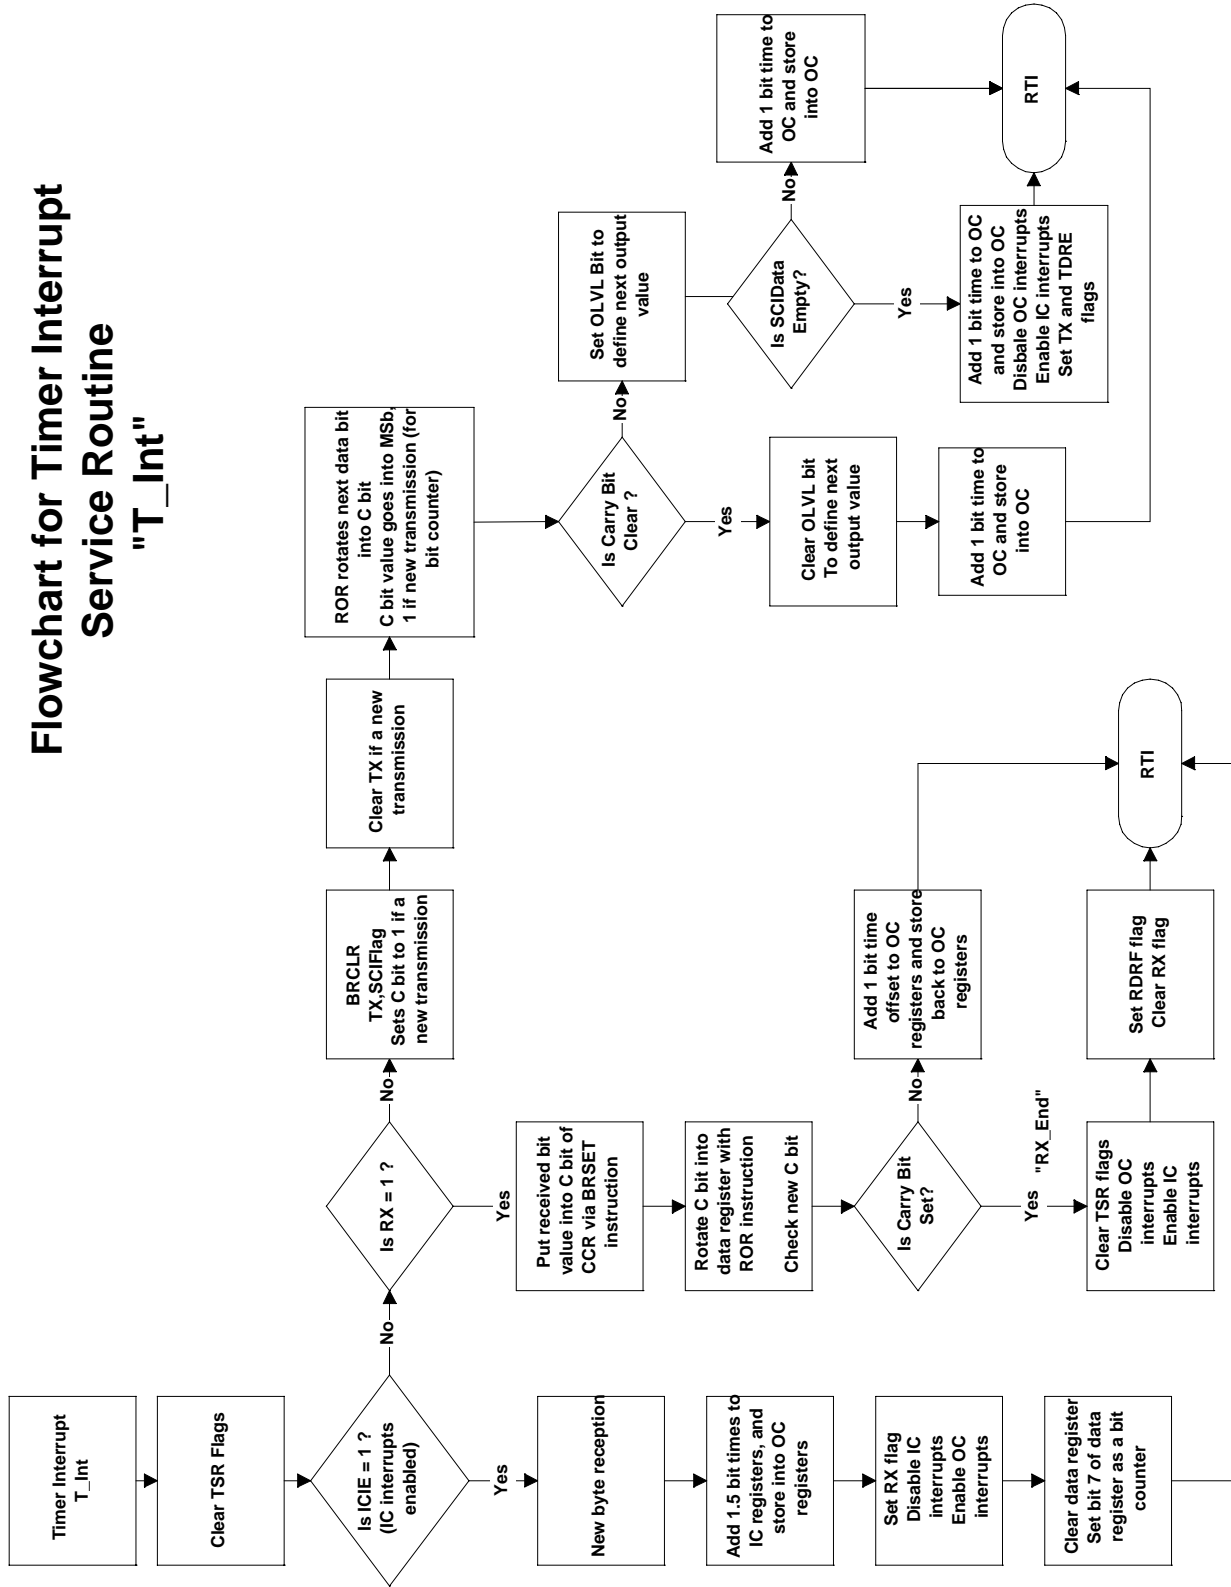 Flowchart for Timer Interrupt
Service Routine
"T_Int"
Timer Interrupt
T_Int
Clear TSR Flags
Is ICIE = 1 ?
(IC interrupts
enabled)
No
Yes
New byte reception
Add 1.5 bit times to
IC registers, and
store into OC
registers
Set RX flag
Disable IC
interrupts
Enable OC
interrupts
Clear data register
Set bit 7 of data
register as a bit
counter
Is RX = 1 ?
No
Yes
Put received bit
value into C bit of
CCR via BRSET
instruction
Rotate C bit into
data register with
ROR instruction
Check new C bit
Is Carry Bit
Set?
No
Yes
"RX_End"
Add 1 bit time
offset to OC
registers and store
back to OC
registers
Clear TSR flags
Disable OC
interrupts
Enable IC
interrupts
Set RDRF flag
Clear RX flag
RTI
BRCLR
TX,SCIFlag
Sets C bit to 1 if a
new transmission
Clear TX if a new
transmission
ROR rotates next data bit
into C bit
C bit value goes into MSb,
1 if new transmission (for
bit counter)
Is Carry Bit
Clear ?
No
Yes
Clear OLVL bit
To define next
output value
Add 1 bit time to
OC and store
into OC
Set OLVL Bit to
define next output
value
Is SCIData
Empty?
No
Yes
Add 1 bit time to
OC and store
into OC
Add 1 bit time to OC
and store into OC
Disbale OC interrupts
Enable IC interrupts
Set TX and TDRE
flags
RTI